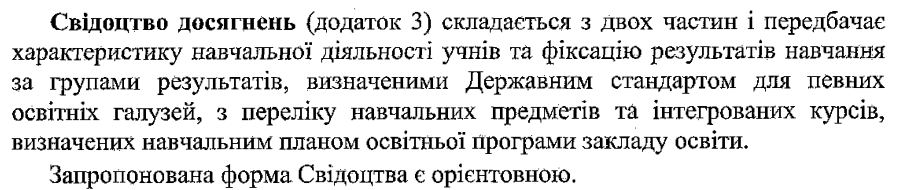 Свідоцтво досягнень (додаток 3) складається з двох частин і передбачає
характеристику навчальної діяльності учнів та фіксацію результатів навчання
за групами результатів, визначеними Державним стандартом для певних
освітніх галузей, з переліку навчальних предметів та інтегрованих курсів,
визначених навчальним планом освітньої програми закладу освіти.
Запропонована форма Свідоцтва є орієнтовною.